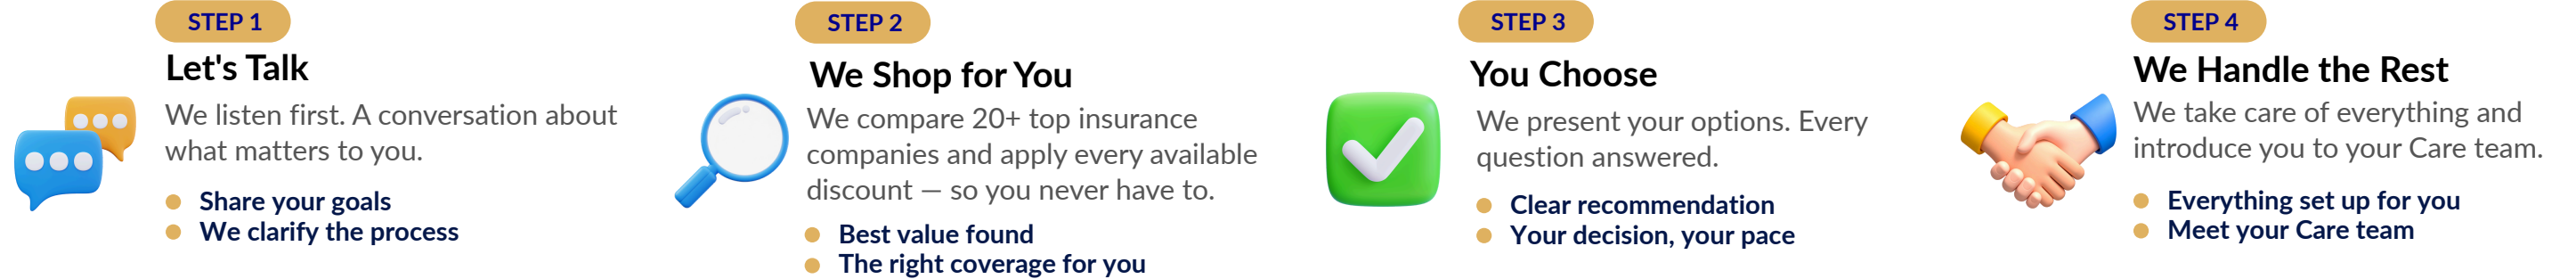 STEP 1
Let's Talk
We listen first. A conversation about
what matters to you.
Share your goals
We clarify the process
STEP 2
We Shop for You
We compare 20+ top insurance
companies and apply every available
discount — so you never have to.
Best value found
The right coverage for you
STEP 3
You Choose
We present your options. Every
question answered.
Clear recommendation
Your decision, your pace
STEP 4
We Handle the Rest
We take care of everything and
introduce you to your Care team.
Everything set up for you
Meet your Care team